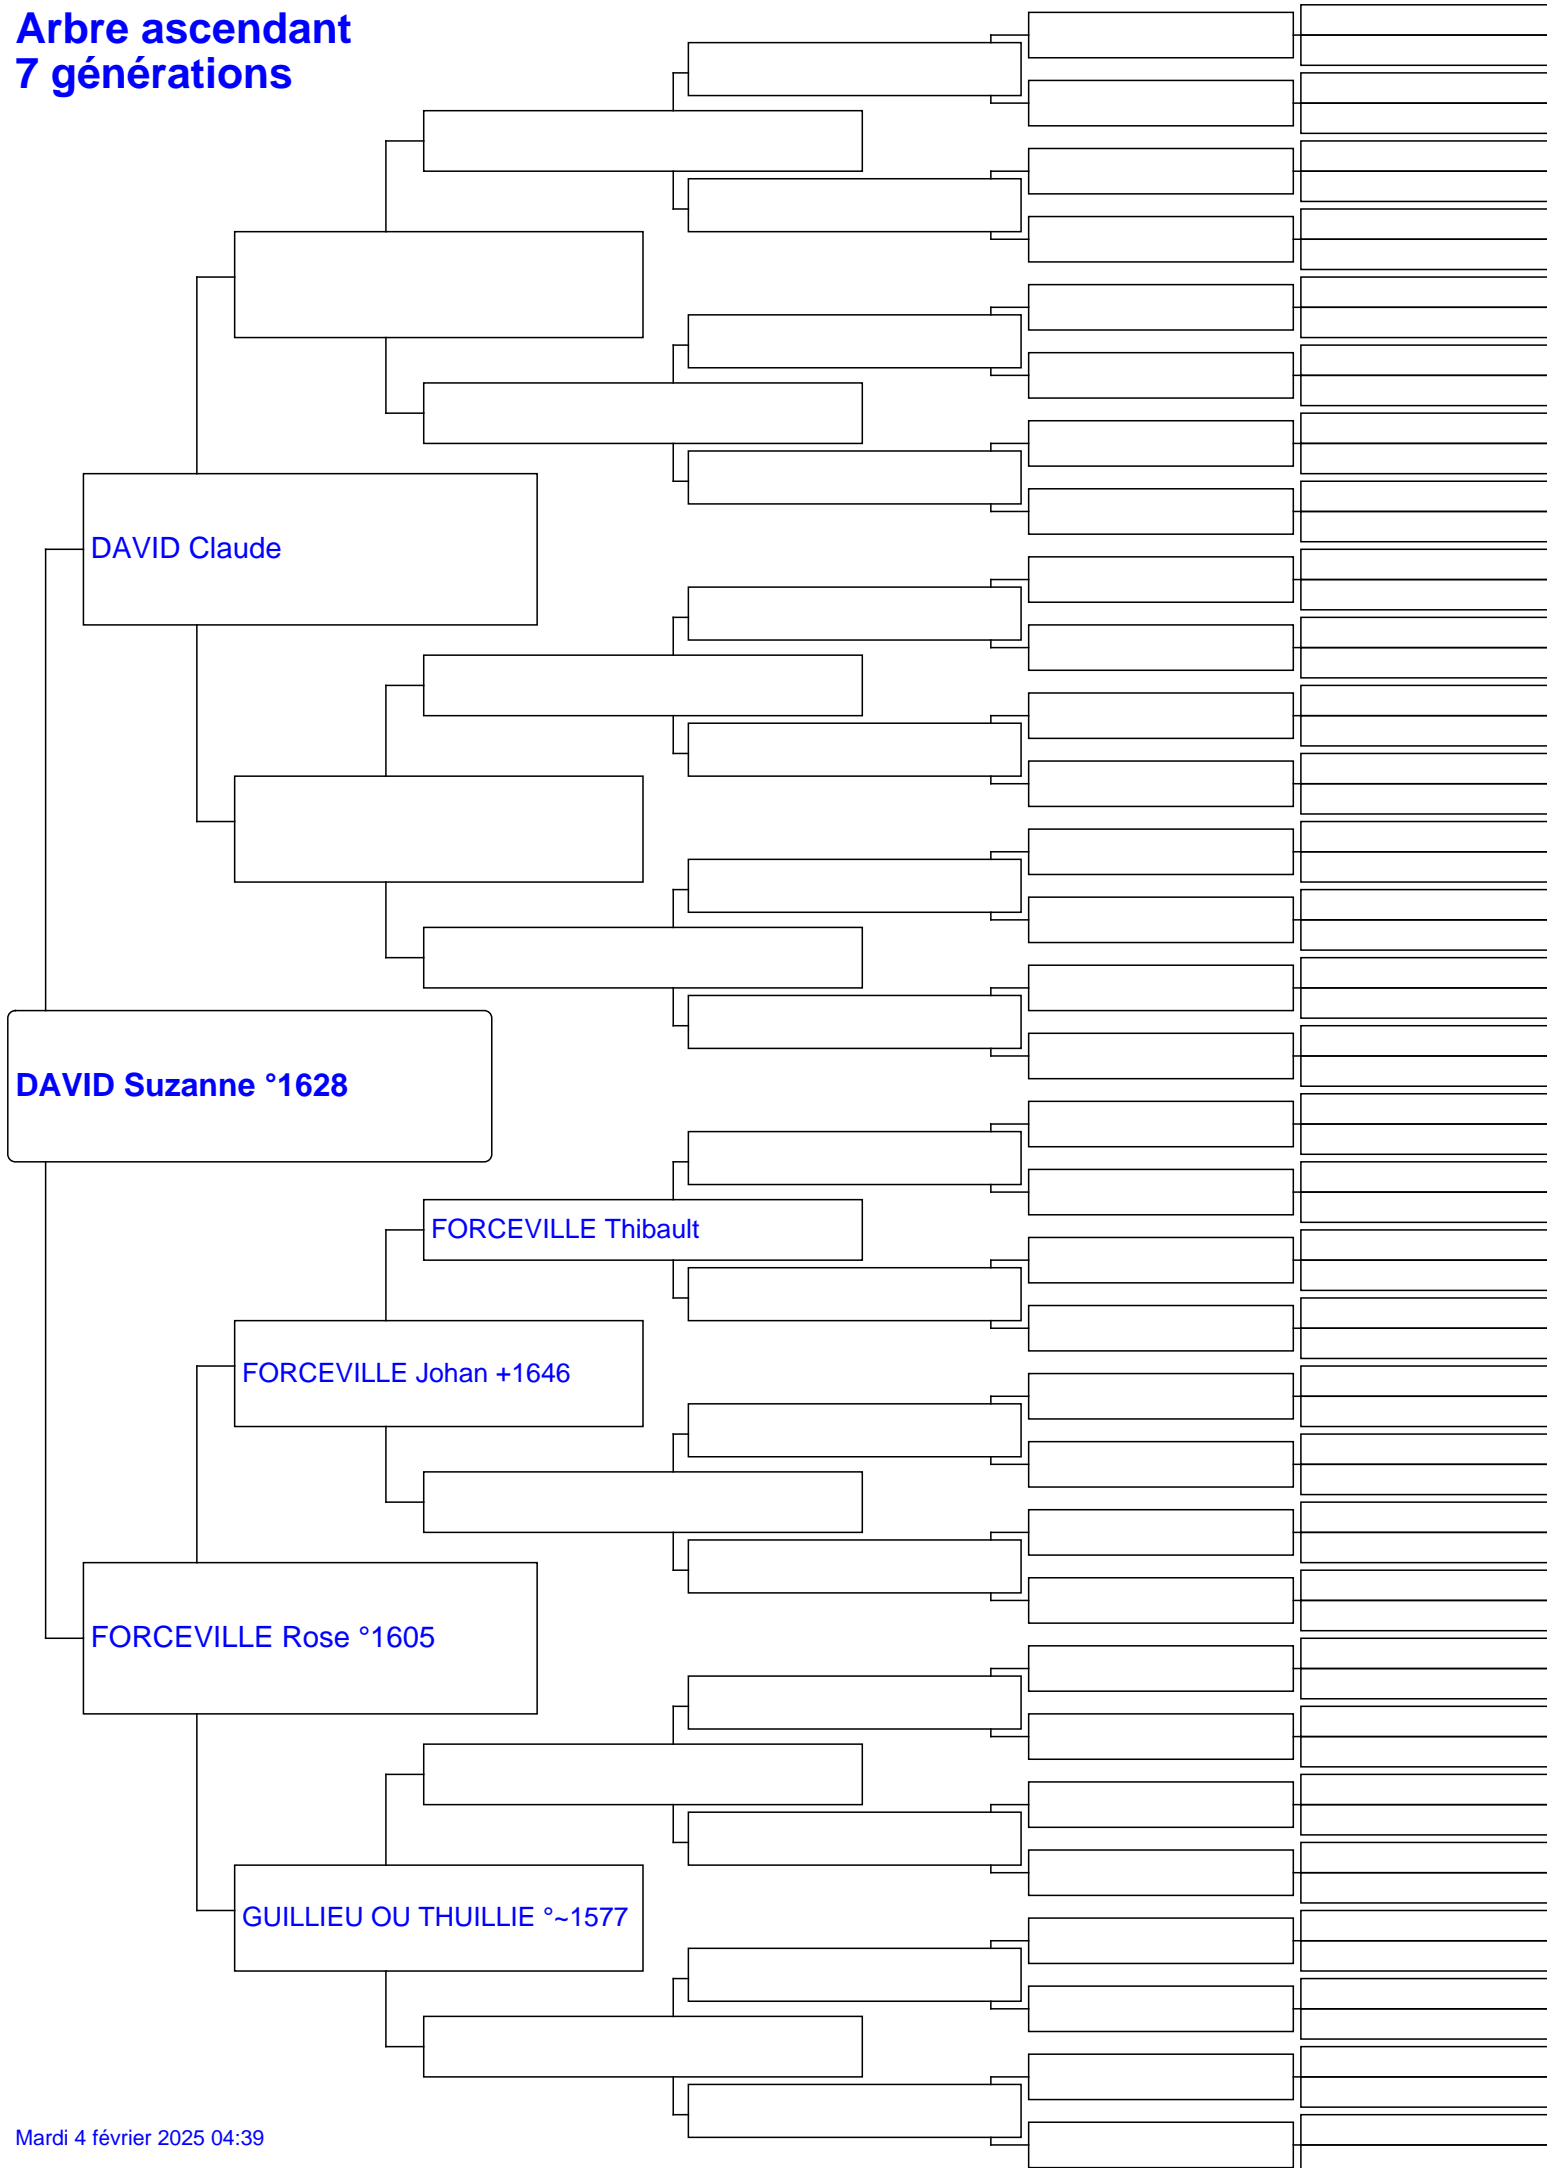 Arbre ascendant
7 générations
DAVID Claude
DAVID Suzanne °1628
FORCEVILLE Thibault
FORCEVILLE Johan +1646
FORCEVILLE Rose °1605
GUILLIEU OU THUILLIE °~1577
Mardi 4 février 2025 04:39